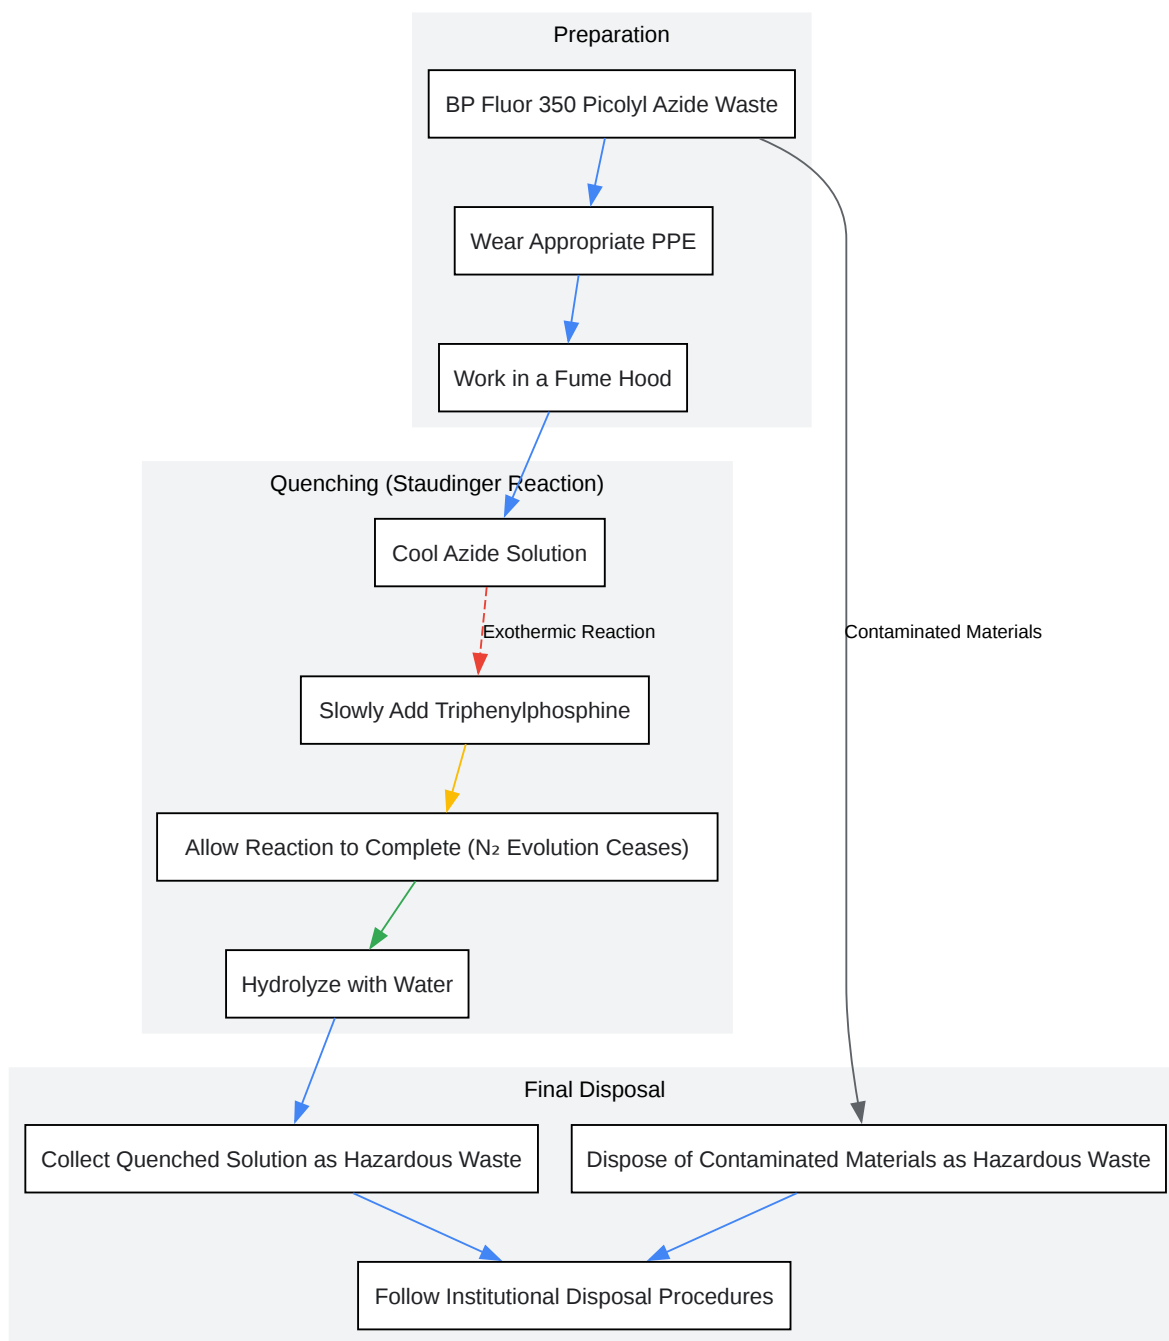 Preparation
BP Fluor 350 Picolyl Azide Waste
Wear Appropriate PPE
Work in a Fume Hood
Quenching (Staudinger Reaction)
Cool Azide Solution
Exothermic Reaction
Contaminated Materials
Slowly Add Triphenylphosphine
Allow Reaction to Complete (N₂ Evolution Ceases)
Hydrolyze with Water
Final Disposal
Collect Quenched Solution as Hazardous Waste
Dispose of Contaminated Materials as Hazardous Waste
Follow Institutional Disposal Procedures